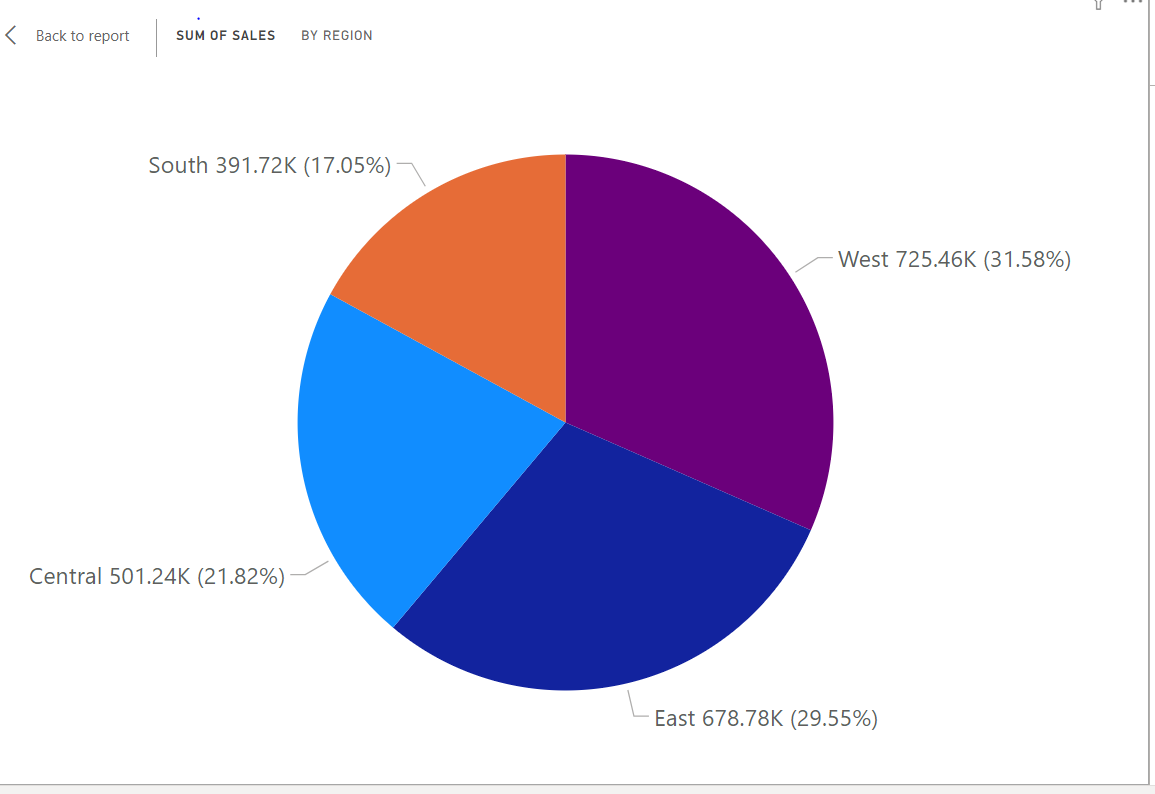 Back to report
SUM OF SALES BY REGION
South 391.72K (17.05%)
West 725.46K (31.58%)
Central 501.24K (21.82%)
East 678.78K (29.55%)